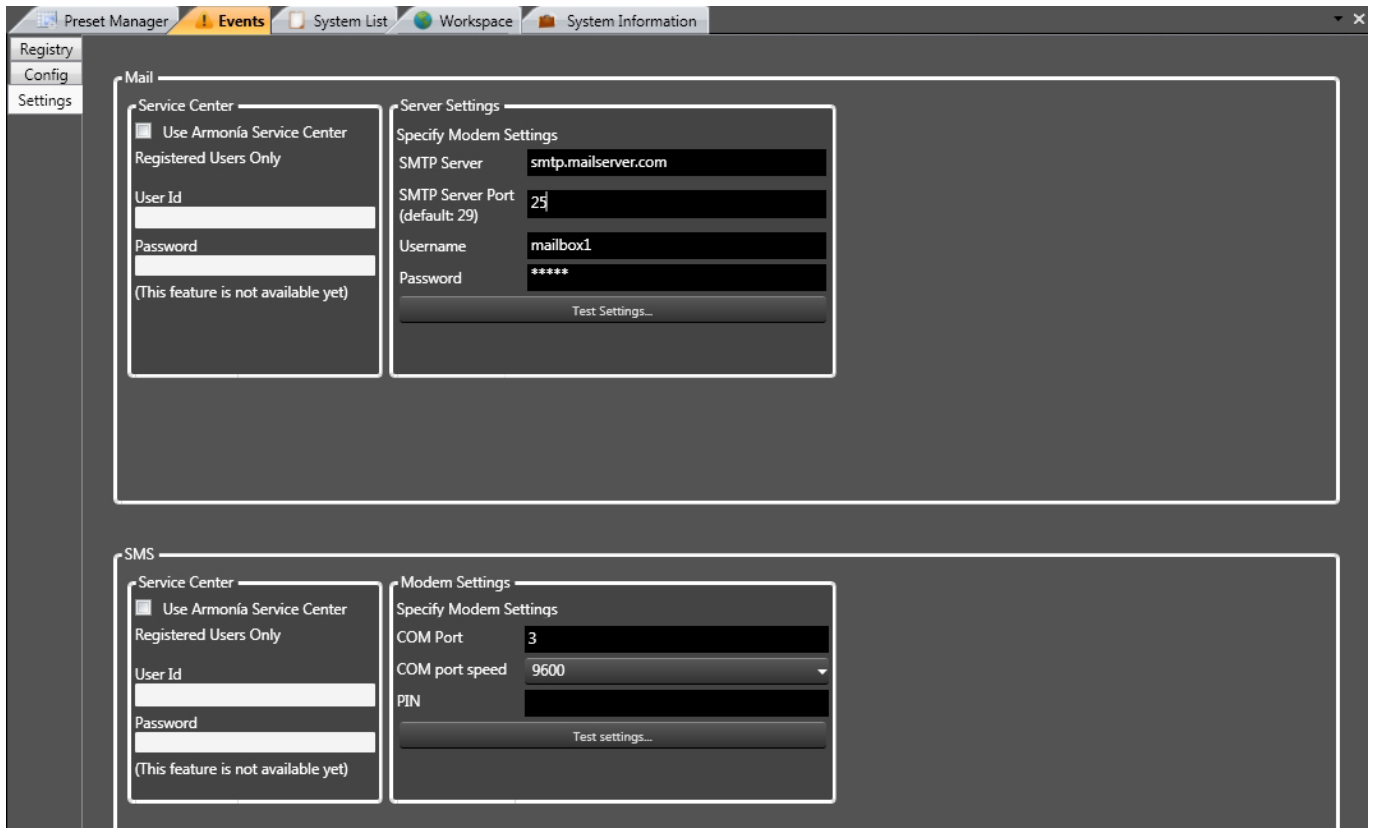 Preset Manager
! Events
System List
Workspace
System Information
Registry
Config
Settings
Mail
Service Center
Use Armonía Service Center
Registered Users Only
User Id
Password
(This feature is not available yet)
Server Settings
Specify Modem Settings
SMTP Server
smtp.mailserver.com
SMTP Server Port
(default: 29)
25
Username
mailbox1
Password
*****
Test Settings...
SMS
Service Center
Use Armonía Service Center
Registered Users Only
User Id
Password
(This feature is not available yet)
Modem Settings
Specify Modem Settings
COM Port
3
COM port speed
9600
PIN
Test settings...